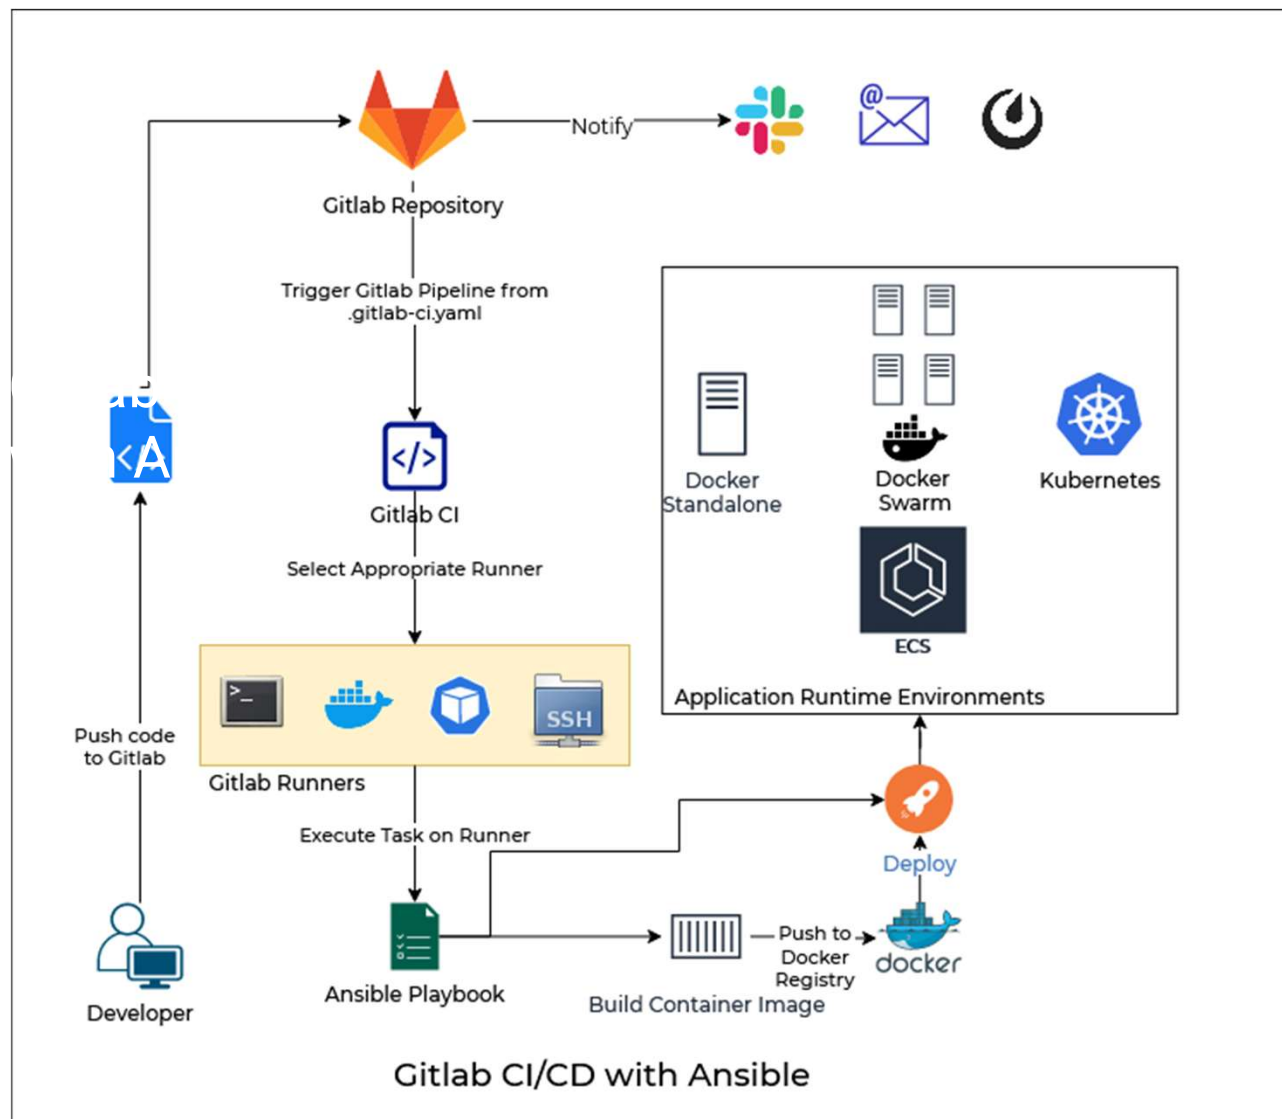 Notify
Gitlab Repository
Trigger Gitlab Pipeline from
.gitlab-ci.yaml
</>
Gitlab CI
Select Appropriate Runner
Docker
Standalone
Docker
Swarm
Kubernetes
ECS
Application Runtime Environments
>_
SSH
Gitlab Runners
Push code
to Gitlab
Execute Task on Runner
Deploy
Ansible Playbook
Build Container Image
Push to
Docker
Registry
docker
Developer
Gitlab CI/CD with Ansible
@